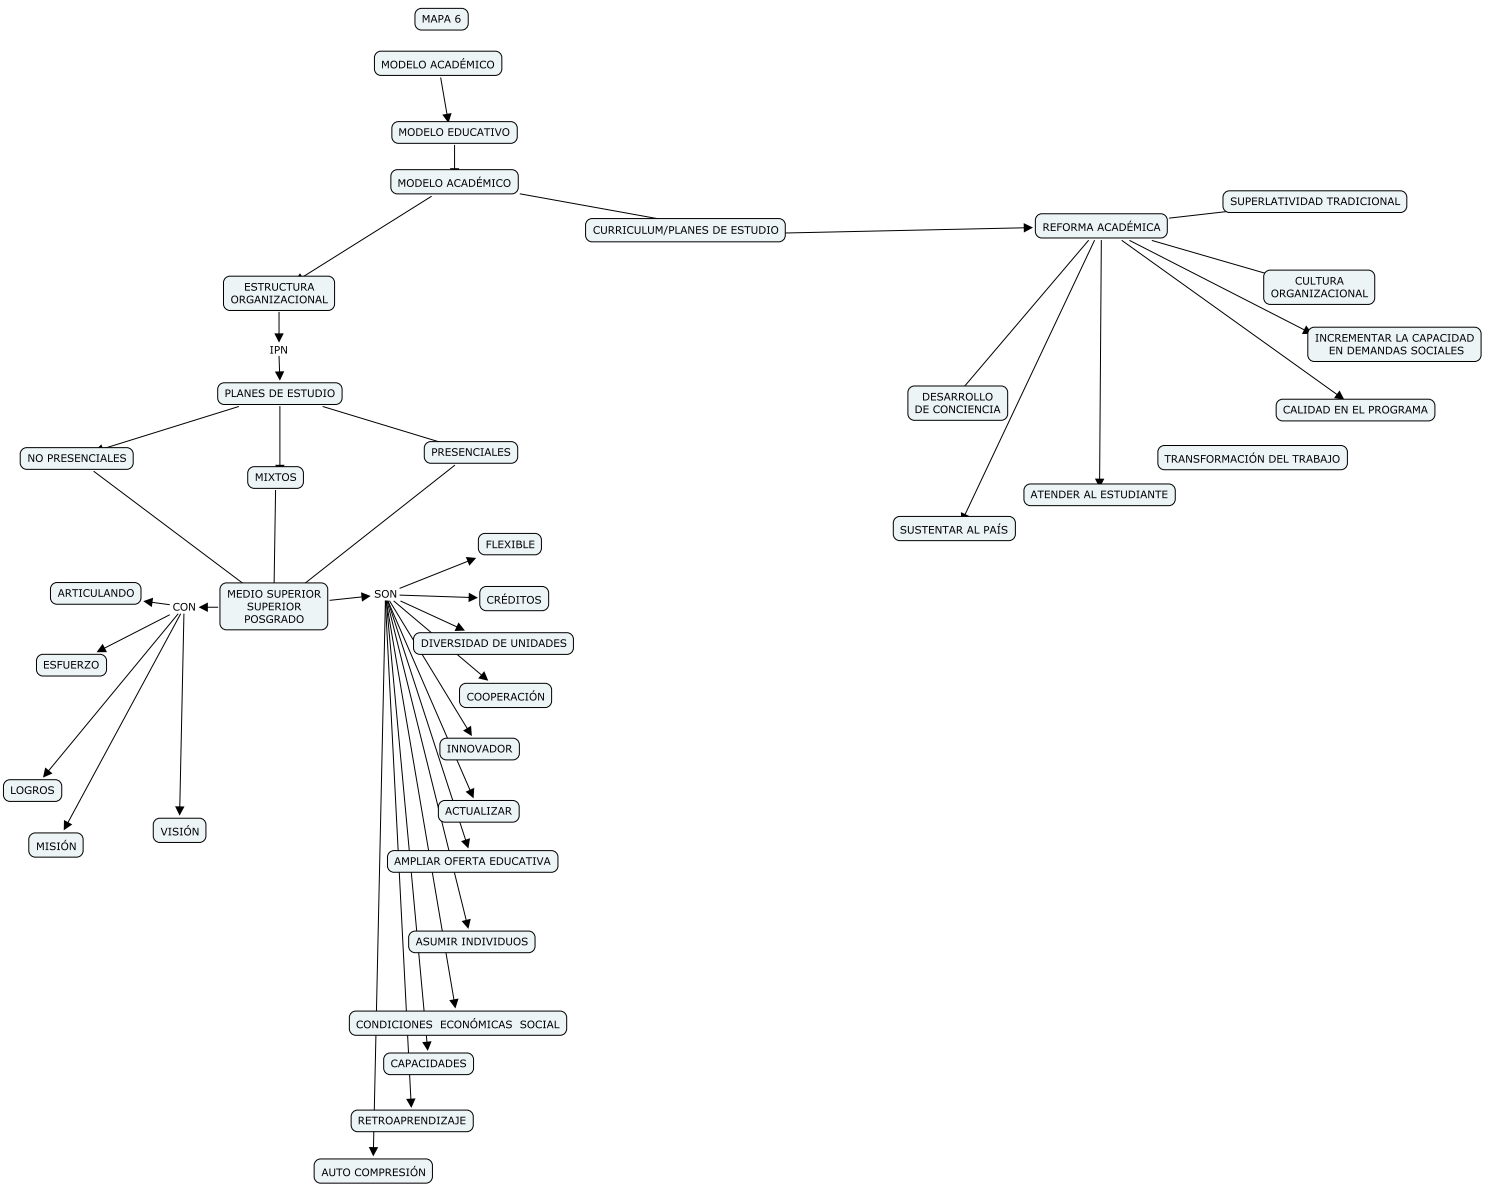 MAPA 6
MODELO ACADÉMICO
MODELO EDUCATIVO
MODELO ACADÉMICO
CURRICULUM/PLANES DE ESTUDIO
REFORMA ACADÉMICA
SUPERLATIVIDAD TRADICIONAL
CULTURA
ORGANIZACIONAL
INCREMENTAR LA CAPACIDAD
EN DEMANDAS SOCIALES
CALIDAD EN EL PROGRAMA
TRANSFORMACIÓN DEL TRABAJO
DESARROLLO
DE CONCIENCIA
ATENDER AL ESTUDIANTE
SUSTENTAR AL PAÍS
ESTRUCTURA
ORGANIZACIONAL
IPN
PLANES DE ESTUDIO
NO PRESENCIALES
MIXTOS
PRESENCIALES
MEDIO SUPERIOR
SUPERIOR
POSGRADO
CON
ARTICULANDO
ESFUERZO
LOGROS
MISIÓN
VISIÓN
SON
FLEXIBLE
CRÉDITOS
DIVERSIDAD DE UNIDADES
COOPERACIÓN
INNOVADOR
ACTUALIZAR
AMPLIAR OFERTA EDUCATIVA
ASUMIR INDIVIDUOS
CONDICIONES  ECONÓMICAS  SOCIAL
CAPACIDADES
RETROAPRENDIZAJE
AUTO COMPRESIÓN